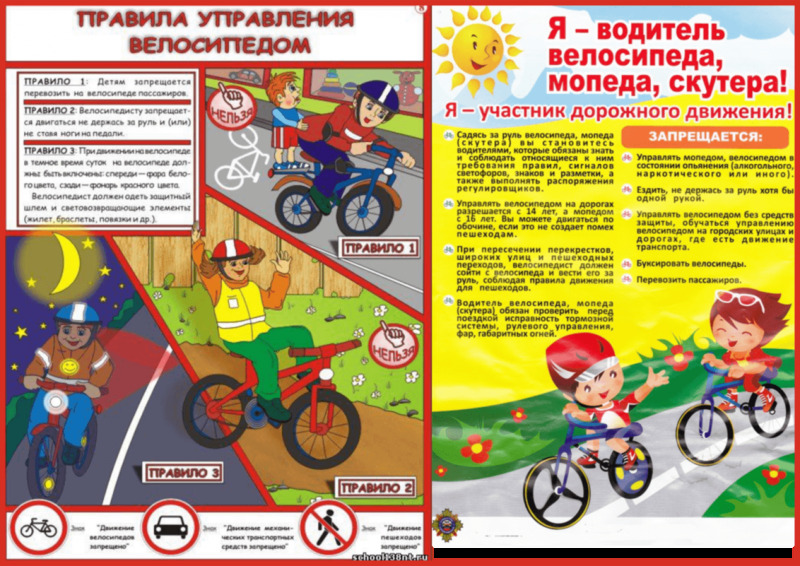 ПРАВИЛА УПРАВЛЕНИЯ
ВЕЛОСИПЕДОМ
ПРАВИЛО 1: Детям запрещается
перевозить на велосипеде пассажиров.
ПРАВИЛО 2: Велосипедисту запрещает-
ся двигаться не держась за руль и (или)
не ставя ноги на педали.
ПРАВИЛО 3: При движении на велосипеде
в темное время суток на велосипеде дол-
жны быть включены: спереди — фара бело-
го цвета, сзади — фонарь красного цвета.
Велосипедист должен одеть защитный
шлем и световозвращающие элементы
(жилет, браслеты, повязки и др.).
НЕЛЬЗЯ
ПРАВИЛО 1
НЕЛЬЗЯ
ПРАВИЛО 3
ПРАВИЛО 2
Знак "Движение
велосипедов
запрещено"
Знак "Движение механи-
ческих транспортных
средств запрещено"
Знак "Движение
пешеходов
запрещено"
Я – водитель
велосипеда,
мопеда, скутера!
Я – участник дорожного движения!
Садясь за руль велосипеда, мопеда
(скутера) вы становитесь
водителями, которые обязаны знать
и соблюдать относящиеся к ним
требования правил, сигналов
светофоров, знаков и разметки, а
также выполнять распоряжения
регулировщиков.
Управлять велосипедом на дорогах
разрешается с 14 лет, а мопедом
с 16 лет. Вы можете двигаться по
обочине, если это не создает помех
пешеходам.
При пересечении перекрестков,
широких улиц и пешеходных
переходов, велосипедист должен
сойти с велосипеда и вести его за
руль, соблюдая правила движения
для пешеходов.
Водитель велосипеда, мопеда
(скутера) обязан проверить перед
поездкой исправность тормозной
системы, рулевого управления,
фар, габаритных огней.
ЗАПРЕЩАЕТСЯ:
Управлять мопедом, велосипедом в
состоянии опьянения (алкогольного,
наркотического или иного).
Ездить, не держась за руль хотя бы
одной рукой.
Управлять велосипедом без средств
защиты, обучаться управлению
велосипедом на городских улицах и
дорогах, где есть движение
транспорта.
Буксировать велосипеды.
Перевозить пассажиров.